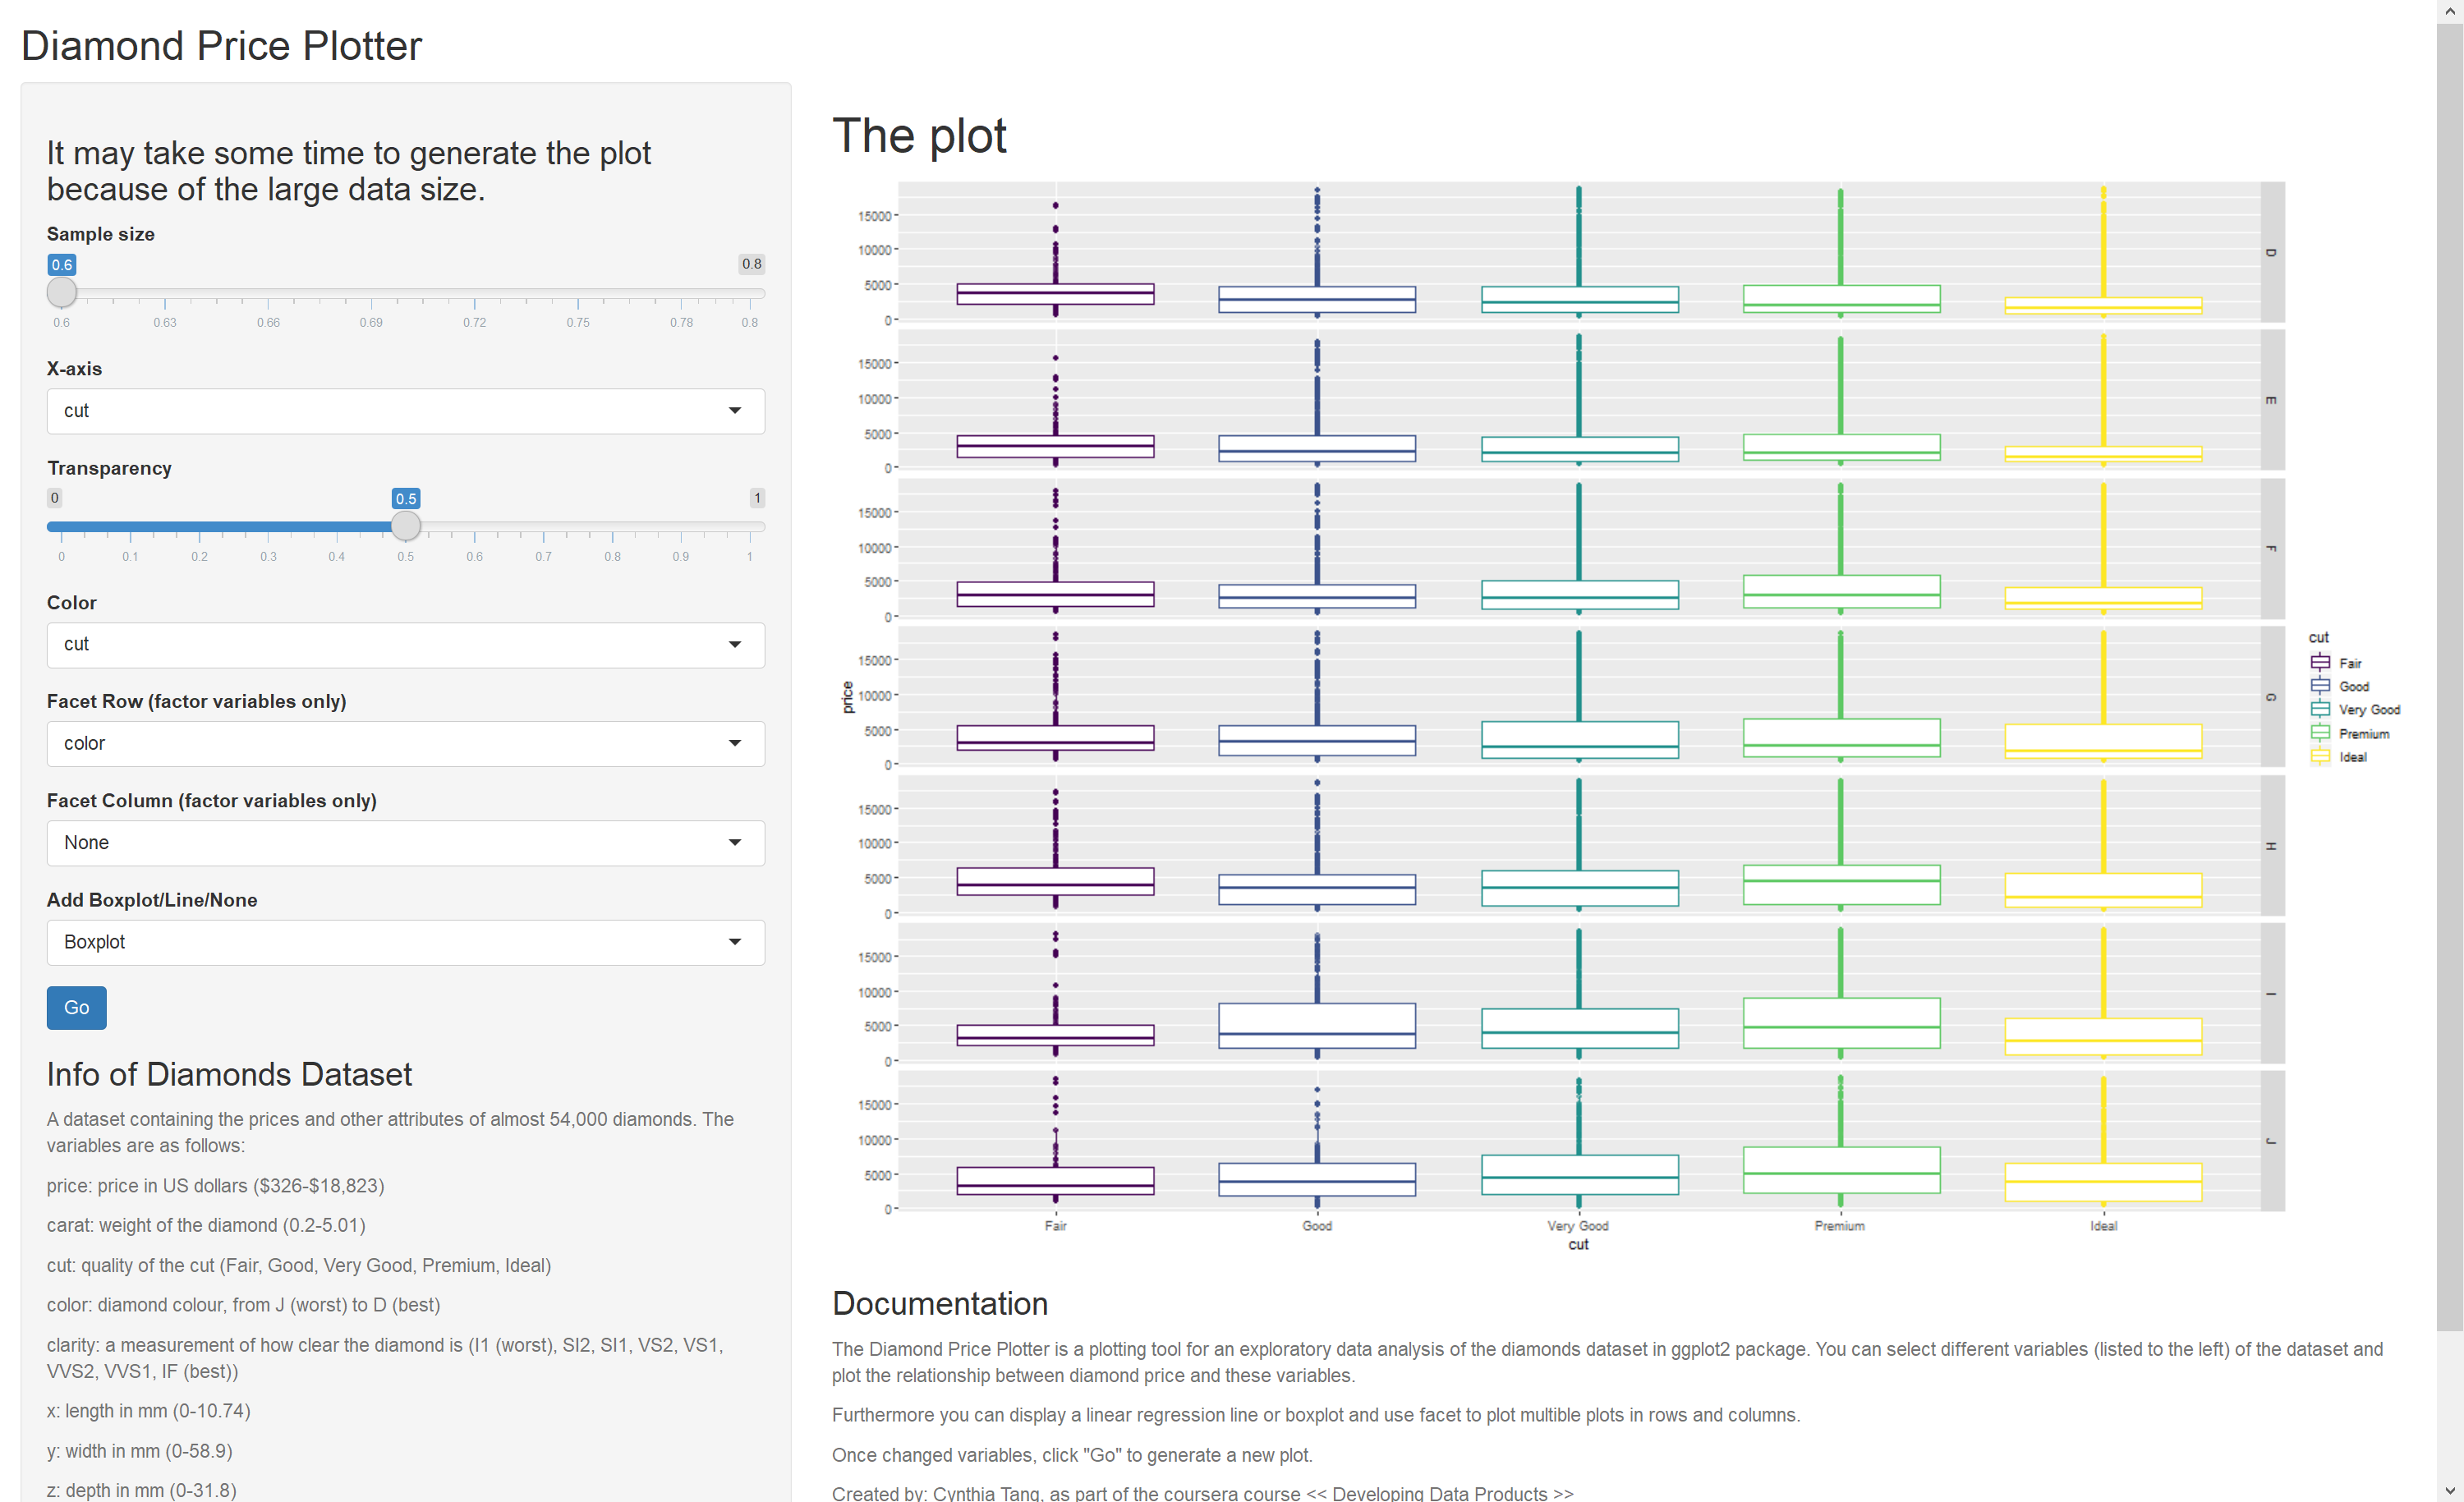 Diamond Price Plotter
It may take some time to generate the plot
because of the large data size.
Sample size
0.6
0.8
0.6 0.63 0.66 0.69 0.72 0.75 0.78 0.8
X-axis
cut
Transparency
0
0.5
1
0 0.1 0.2 0.3 0.4 0.5 0.6 0.7 0.8 0.9 1
Color
cut
Facet Row (factor variables only)
color
Facet Column (factor variables only)
None
Add Boxplot/Line/None
Boxplot
Go
Info of Diamonds Dataset
A dataset containing the prices and other attributes of almost 54,000 diamonds. The
variables are as follows:
price: price in US dollars ($326-$18,823)
carat: weight of the diamond (0.2-5.01)
cut: quality of the cut (Fair, Good, Very Good, Premium, Ideal)
color: diamond colour, from J (worst) to D (best)
clarity: a measurement of how clear the diamond is (I1 (worst), SI2, SI1, VS2, VS1,
VVS2, VVS1, IF (best))
x: length in mm (0-10.74)
y: width in mm (0-58.9)
z: depth in mm (0-31.8)
The plot
price
15000
10000
5000
0
D
15000
10000
5000
0
E
15000
10000
5000
0
F
15000
10000
5000
0
G
15000
10000
5000
0
H
15000
10000
5000
0
I
15000
10000
5000
0
J
Fair Good Very Good Premium Ideal
cut
cut
Fair
Good
Very Good
Premium
Ideal
Documentation
The Diamond Price Plotter is a plotting tool for an exploratory data analysis of the diamonds dataset in ggplot2 package. You can select different variables (listed to the left) of the dataset and
plot the relationship between diamond price and these variables.
Furthermore you can display a linear regression line or boxplot and use facet to plot multible plots in rows and columns.
Once changed variables, click "Go" to generate a new plot.
Created by: Cynthia Tang, as part of the coursera course << Developing Data Products >>